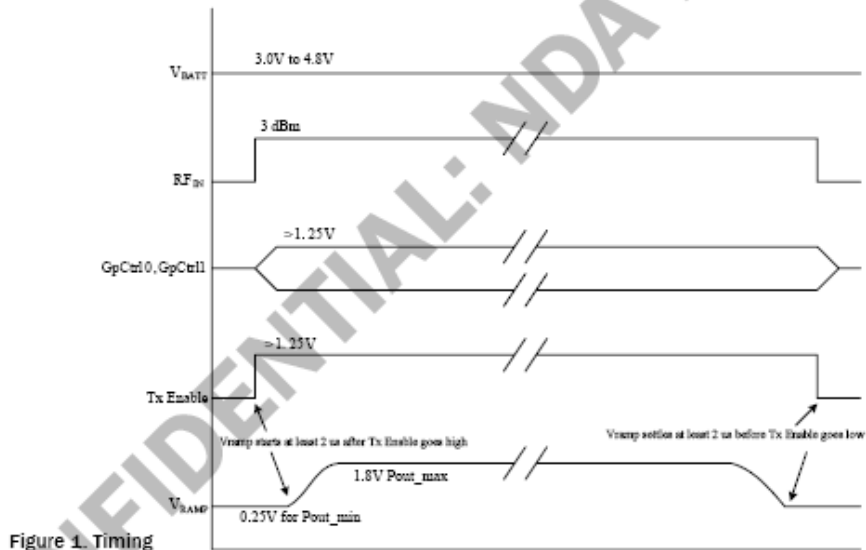 CONFIDENTIAL: NDA
3.0V to 4.8V
VBATT
3 dBm
RFIN
>1.25V
GpCtrl0, GpCtrl1
>1.25V
Tx Enable
Vramp starts at least 2 us after Tx Enable goes high
Vramp settles at least 2 us before Tx Enable goes low
1.8V Pout_max
VRAMP
0.25V for Pout_min
Figure 1. Timing